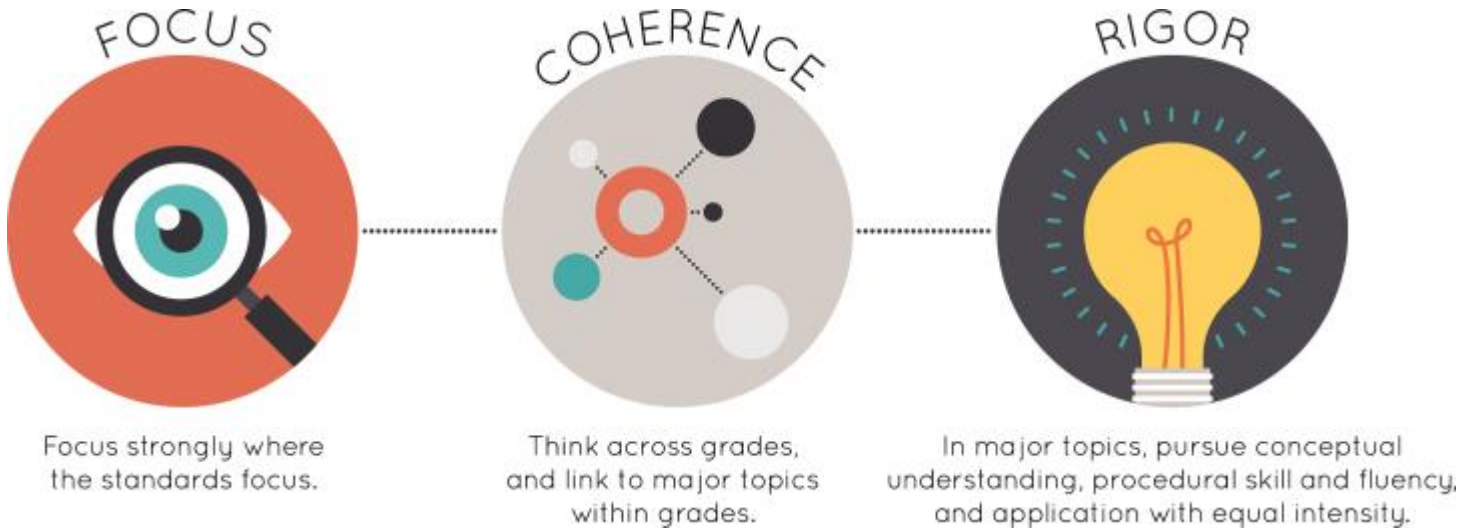 FOCUS
Focus strongly where
the standards focus.
COHERENCE
Think across grades,
and link to major topics
within grades.
RIGOR
In major topics, pursue conceptual
understanding, procedural skill and fluency,
and application with equal intensity.